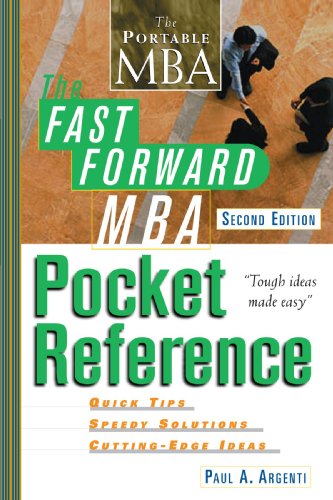 The
PORTABLE
MBA
The
FAST
FORWARD
MBA
SECOND EDITION
Pocket
"Tough ideas
made easy"
Reference
QUICK TIPS
SPEEDY SOLUTIONS
CUTTING-EDGE IDEAS
PAUL A. ARGENTI